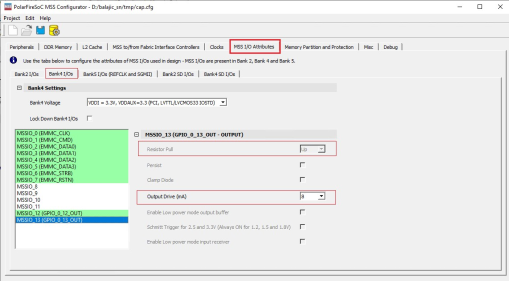 PolarFireSoC MSS Configurator - D:/balajic_sv/tmp/cap.cfg
Project Edit Help
Peripherals DDR Memory L2 Cache MSS to/from Fabric Interface Controllers Clocks MSS I/O Attributes Memory Partition and Protection Misc Debug
Use the tabs below to configure the attributes of MSS I/Os used in design - MSS I/Os are present in Bank 2, Bank 4 and Bank 5.
Bank2 I/Os Bank4 I/Os Bank5 I/Os (REFCLK and SGMII) Bank2 SD I/Os Bank4 SD I/Os
Bank4 Settings
Bank4 Voltage VDDI = 3.3V, VDDAUX=3.3 (PCI, LVTTL/LVCMOS33 IOSTD)
Lock Down Bank4 I/Os
MSSIO_0 (EMMC_CLK)
MSSIO_1 (EMMC_CMD)
MSSIO_2 (EMMC_DATA0)
MSSIO_3 (EMMC_DATA1)
MSSIO_4 (EMMC_DATA2)
MSSIO_5 (EMMC_DATA3)
MSSIO_6 (EMMC_STRB)
MSSIO_7 (EMMC_RSTN)
MSSIO_8
MSSIO_9
MSSIO_10
MSSIO_11
MSSIO_12 (GPIO_0_12_OUT)
MSSIO_13 (GPIO_0_13_OUT)
MSSIO_13 (GPIO_0_13_OUT - OUTPUT)
Resistor Pull Up
Persist
Clamp Diode
Output Drive (mA) 8
Enable Low power mode output buffer
Schmitt Trigger for 2.5 and 3.3V (Always ON for 1.2, 1.5 and 1.8V)
Enable Low power mode input receiver